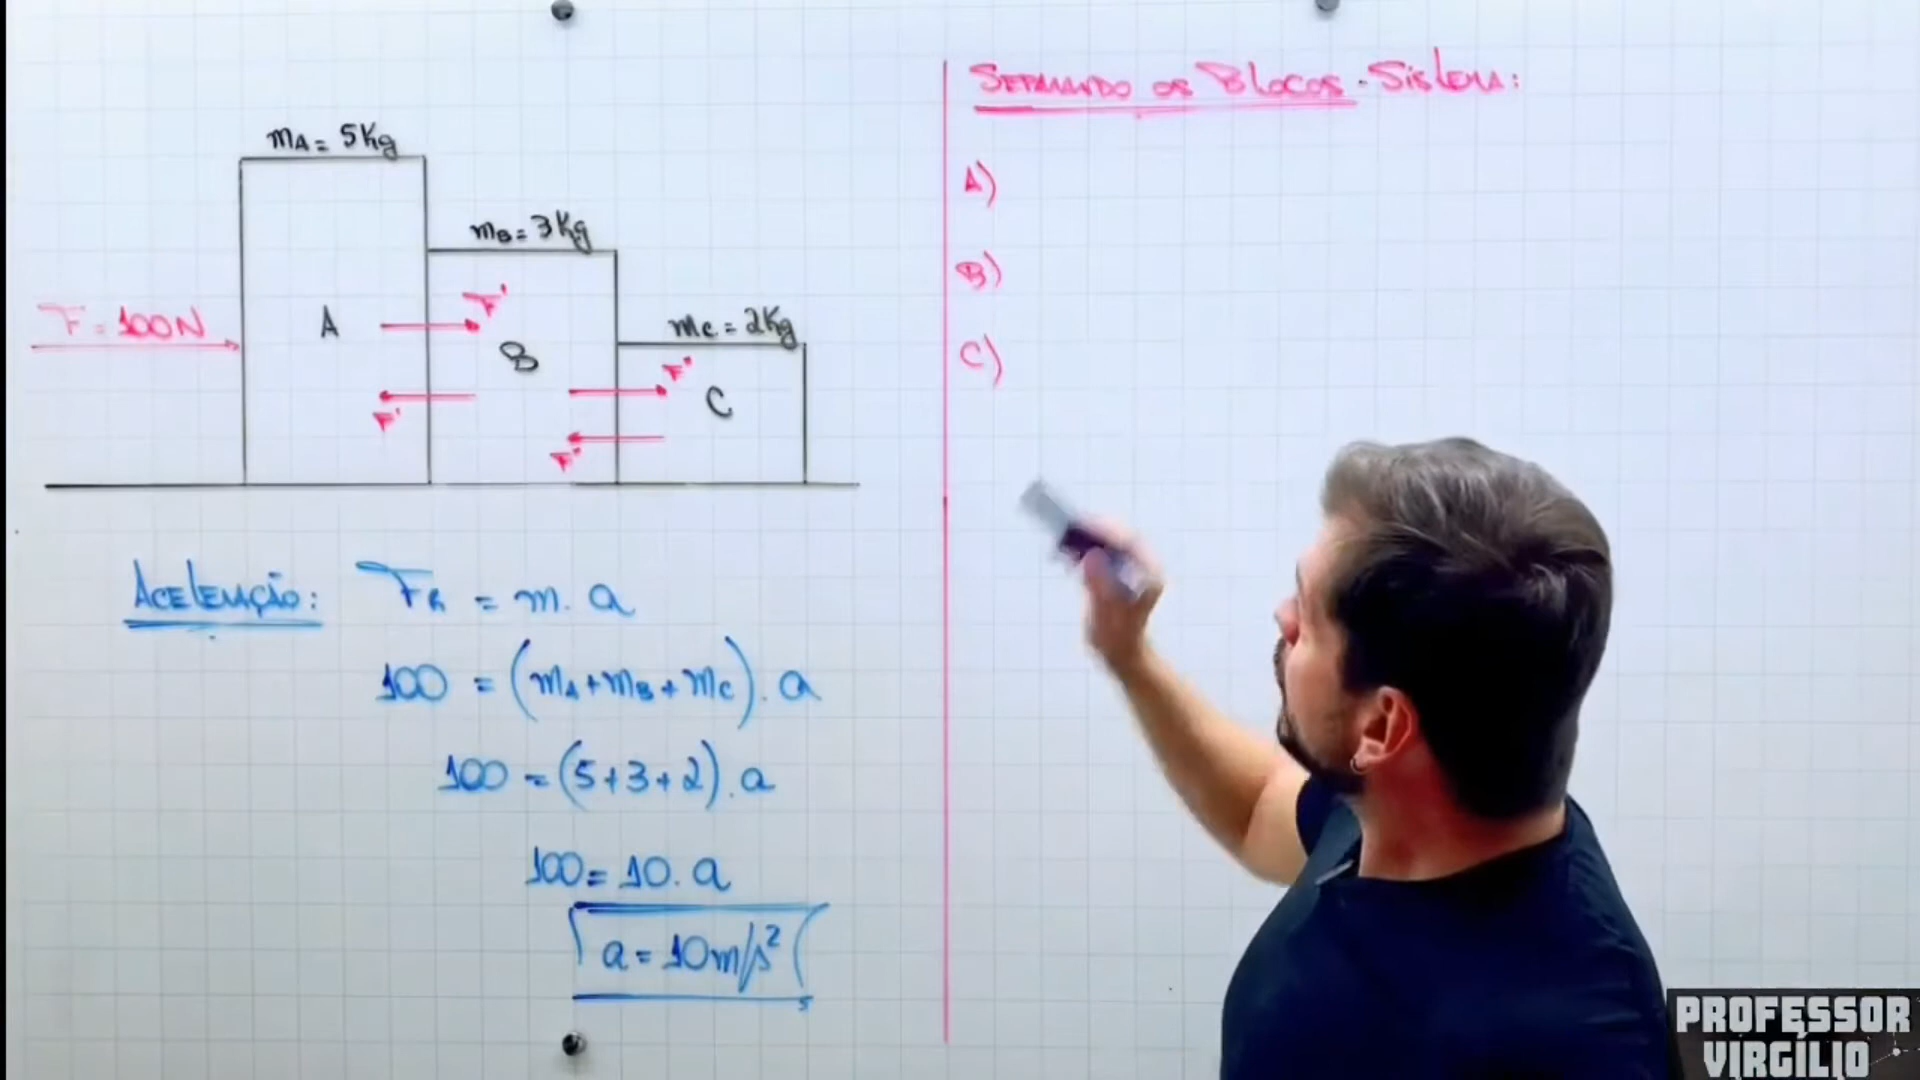 mA = 5Kg
mB = 3Kg
mC = 2Kg
F = 100N
A
F'
B
F''
C
F'
F''
Aceleração: FR = m. a
100 = (mA + mB + mC). a
100 = (5+3+2). a
100 = 10. a
a = 10m/s²
Separando os Blocos - Sistema:
A)
B)
C)
PROFESSOR
VIRGÍLIO